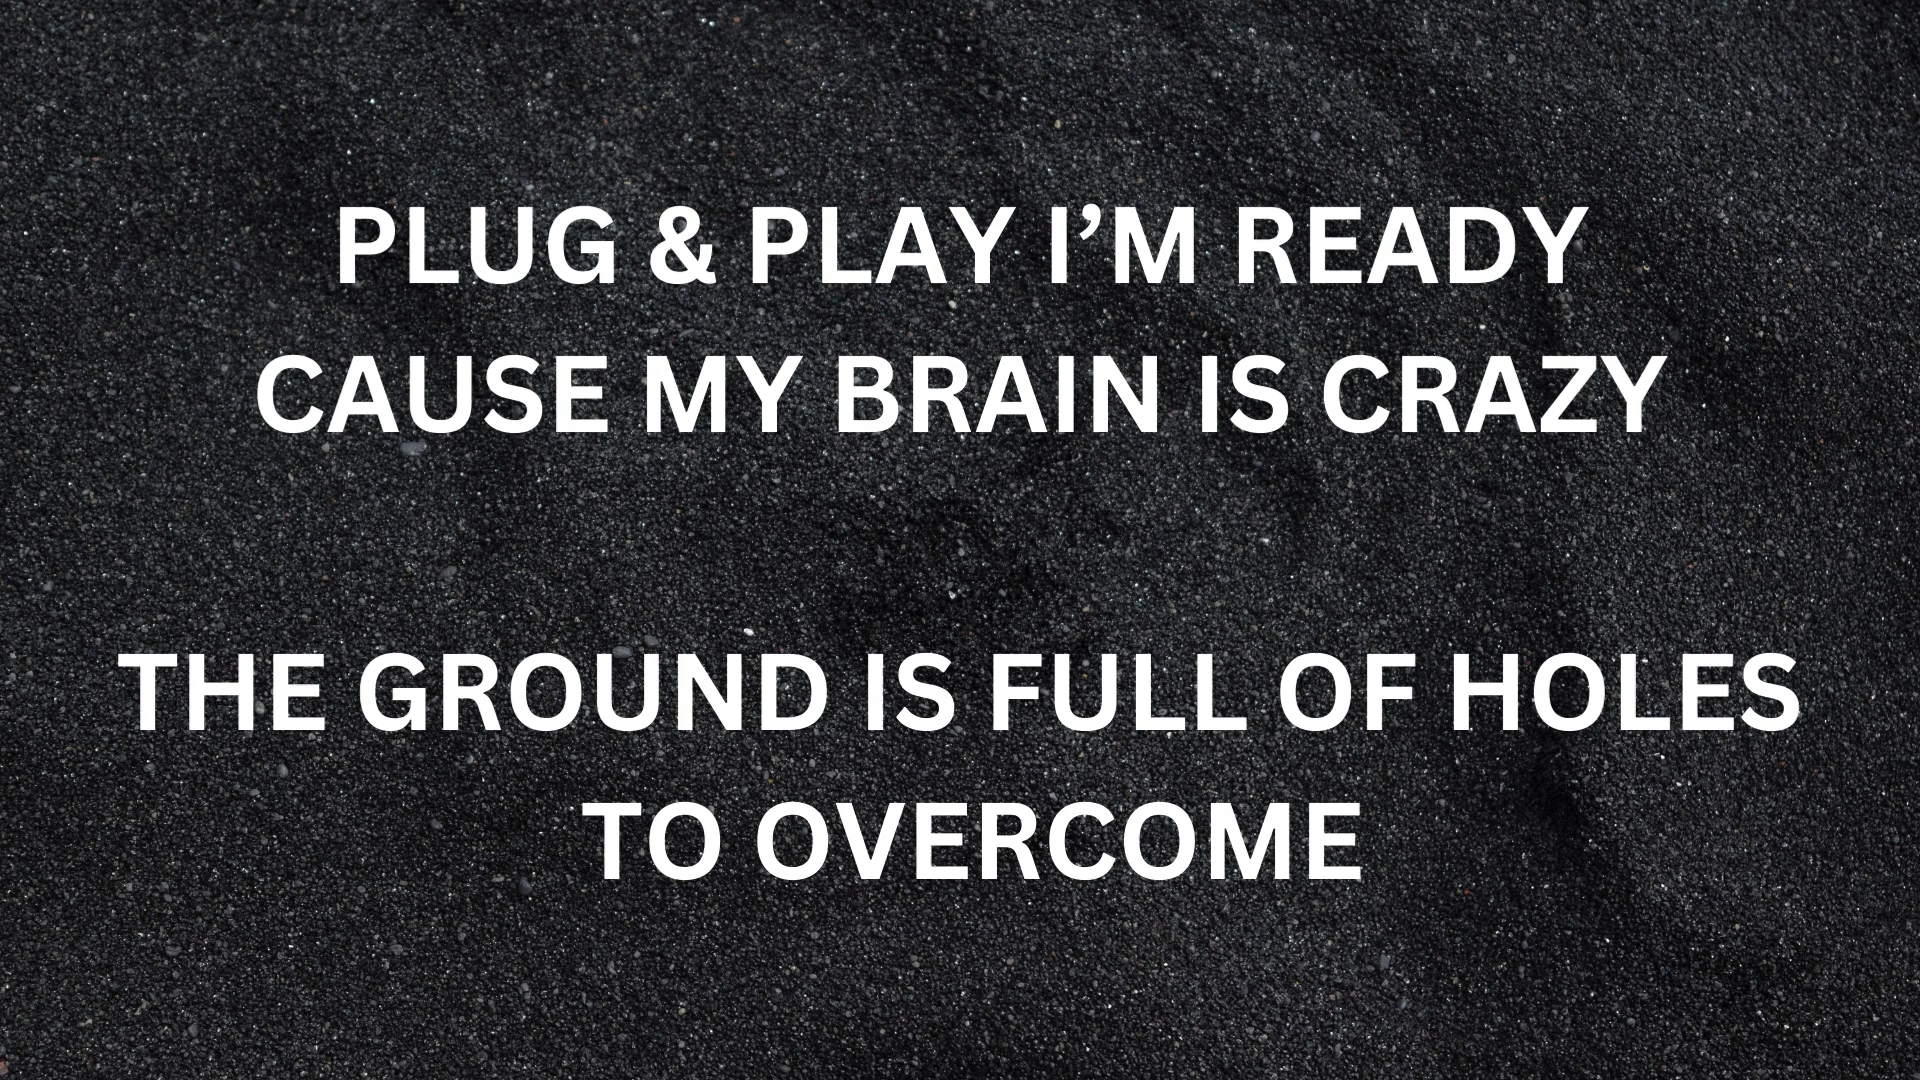 PLUG & PLAY I’M READY
CAUSE MY BRAIN IS CRAZY
THE GROUND IS FULL OF HOLES
TO OVERCOME